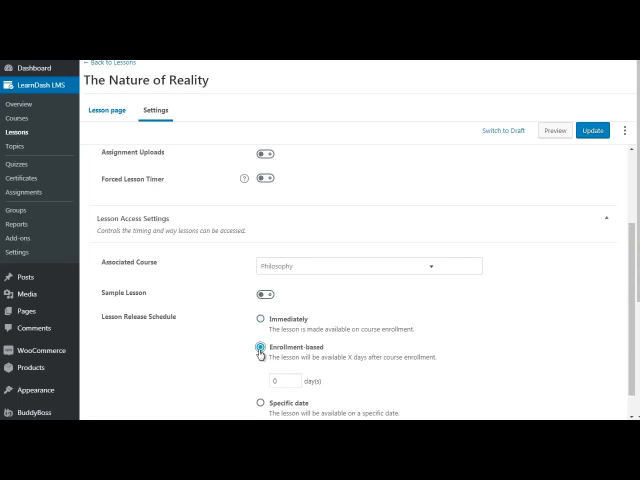 Dashboard
← Back to Lessons
LearnDash LMS
The Nature of Reality
Overview
Lesson page
Settings
Courses
Lessons
Switch to Draft
Preview
Update
Topics
Assignment Uploads
Quizzes
Certificates
Forced Lesson Timer
?
Assignments
Groups
Lesson Access Settings
Reports
Controls the timing and way lessons can be accessed.
Add-ons
Settings
Associated Course
Philosophy
Posts
Media
Sample Lesson
Pages
Lesson Release Schedule
Immediately
Comments
The lesson is made available on course enrollment.
WooCommerce
Enrollment-based
The lesson will be available X days after course enrollment.
Products
0
day(s)
Appearance
Specific date
BuddyBoss
The lesson will be available on a specific date.